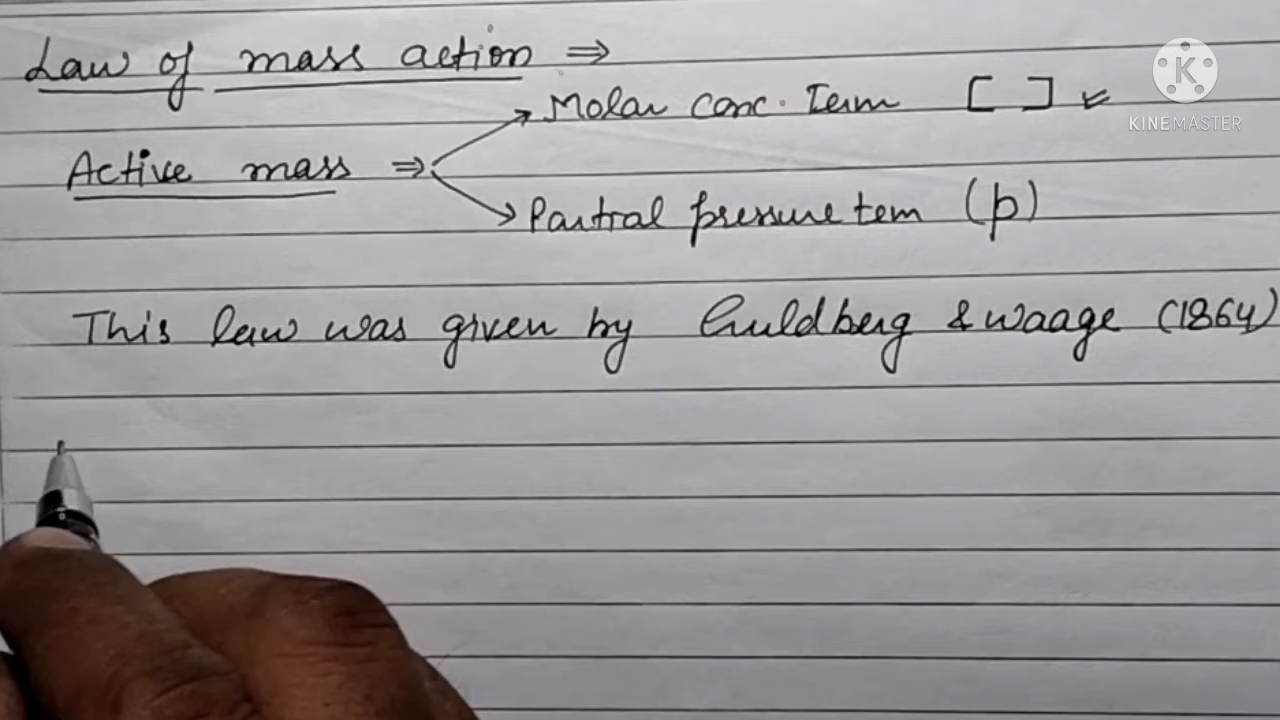 Law of mass action ⇒
Molar conc. Term [ ] ✓
Active mass ⇒
Partial pressure tem (p)
This law was given by Guldberg & Waage (1864)
K
KINEMASTER